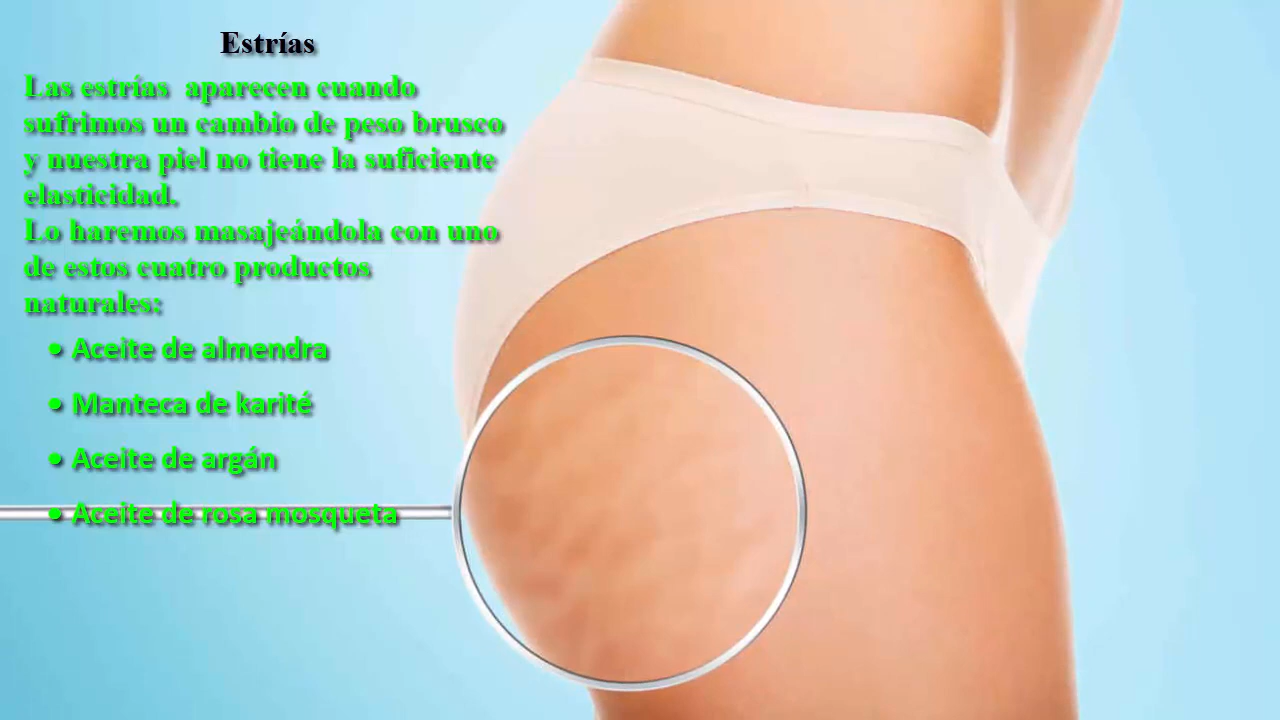 Estrías
Las estrías  aparecen cuando
sufrimos un cambio de peso brusco
y nuestra piel no tiene la suficiente
elasticidad.
Lo haremos masajeándola con uno
de estos cuatro productos
naturales:
• Aceite de almendra
• Manteca de karité
• Aceite de argán
• Aceite de rosa mosqueta